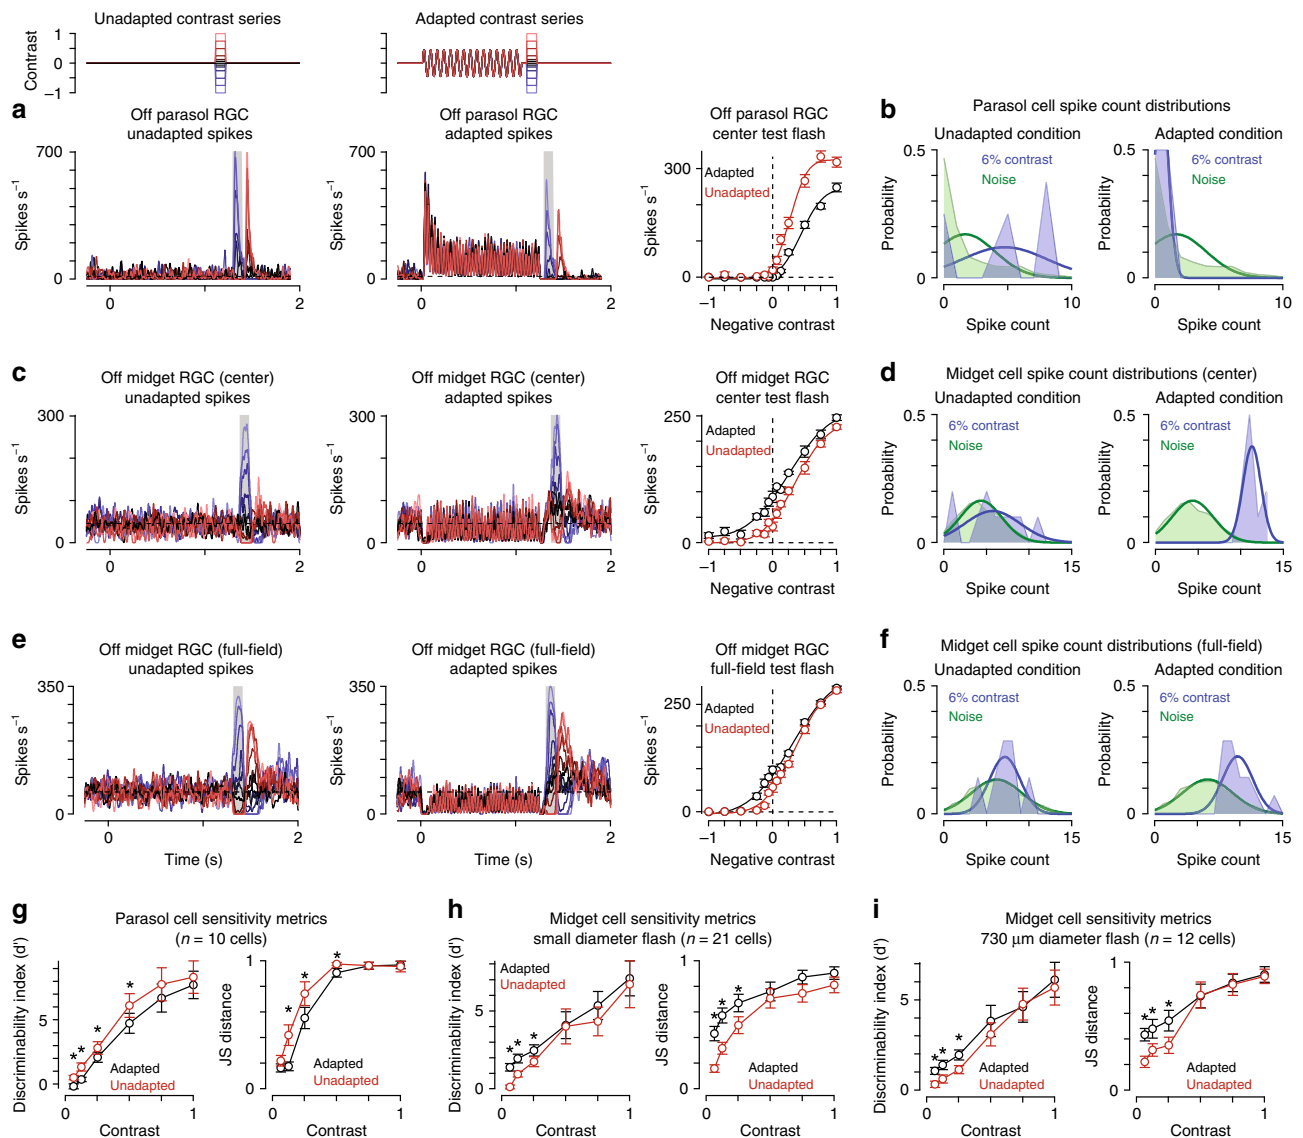 Unadapted contrast series
Adapted contrast series
Contrast
1
0
−1
a
Off parasol RGC
unadapted spikes
Off parasol RGC
adapted spikes
Off parasol RGC
center test flash
Spikes s⁻¹
700
0
0
2
Spikes s⁻¹
700
0
0
2
Spikes s⁻¹
300
0
Adapted
Unadapted
−1
0
1
Negative contrast
b
Parasol cell spike count distributions
Unadapted condition
Adapted condition
Probability
0.5
0
6% contrast
Noise
0
10
Spike count
Probability
0.5
0
6% contrast
Noise
0
10
Spike count
c
Off midget RGC (center)
unadapted spikes
Off midget RGC (center)
adapted spikes
Off midget RGC
center test flash
Spikes s⁻¹
300
0
0
2
Spikes s⁻¹
300
0
0
2
Spikes s⁻¹
250
0
Adapted
Unadapted
−1
0
1
Negative contrast
d
Midget cell spike count distributions (center)
Unadapted condition
Adapted condition
Probability
0.5
0
6% contrast
Noise
0
15
Spike count
Probability
0.5
0
6% contrast
Noise
0
15
Spike count
e
Off midget RGC (full-field)
unadapted spikes
Off midget RGC (full-field)
adapted spikes
Off midget RGC
full-field test flash
Spikes s⁻¹
350
0
0
2
Time (s)
Spikes s⁻¹
350
0
0
2
Time (s)
Spikes s⁻¹
250
0
Adapted
Unadapted
−1
0
1
Negative contrast
f
Midget cell spike count distributions (full-field)
Unadapted condition
Adapted condition
Probability
0.5
0
6% contrast
Noise
0
15
Spike count
Probability
0.5
0
6% contrast
Noise
0
15
Spike count
g
Parasol cell sensitivity metrics
(n = 10 cells)
Discriminability index (d′)
5
0
* * * *
Adapted
Unadapted
0
1
Contrast
JS distance
1
0
* * *
Adapted
Unadapted
0
1
Contrast
h
Midget cell sensitivity metrics
small diameter flash (n = 21 cells)
Discriminability index (d′)
5
0
Adapted
Unadapted
* * *
0
1
Contrast
JS distance
1
0
* * *
Adapted
Unadapted
0
1
Contrast
i
Midget cell sensitivity metrics
730 μm diameter flash (n = 12 cells)
Discriminability index (d′)
5
0
* * *
Adapted
Unadapted
0
1
Contrast
JS distance
1
0
* * *
Adapted
Unadapted
0
1
Contrast